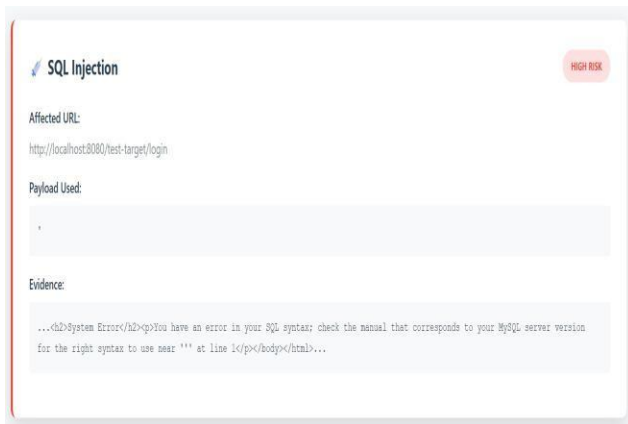 SQL Injection
HIGH RISK
Affected URL:
http://localhost:8080/test-target/login
Payload Used:
'
Evidence:
...<h2>System Error</h2><p>You have an error in your SQL syntax; check the manual that corresponds to your MySQL server version
for the right syntax to use near ''' at line 1</p></body></html>...